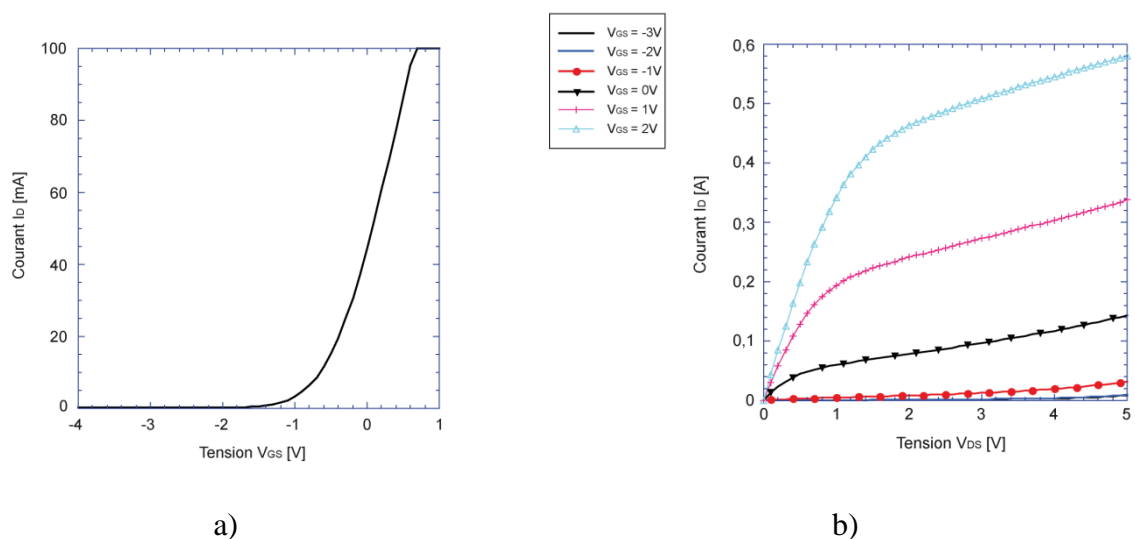 100
80
60
40
20
0
Courant ID [mA]
-4 -3 -2 -1 0 1
Tension VGS [V]
a)
VGS = -3V
VGS = -2V
VGS = -1V
VGS = 0V
VGS = 1V
VGS = 2V
0,6
0,5
0,4
0,3
0,2
0,1
0
Courant ID [A]
0 1 2 3 4 5
Tension VDS [V]
b)